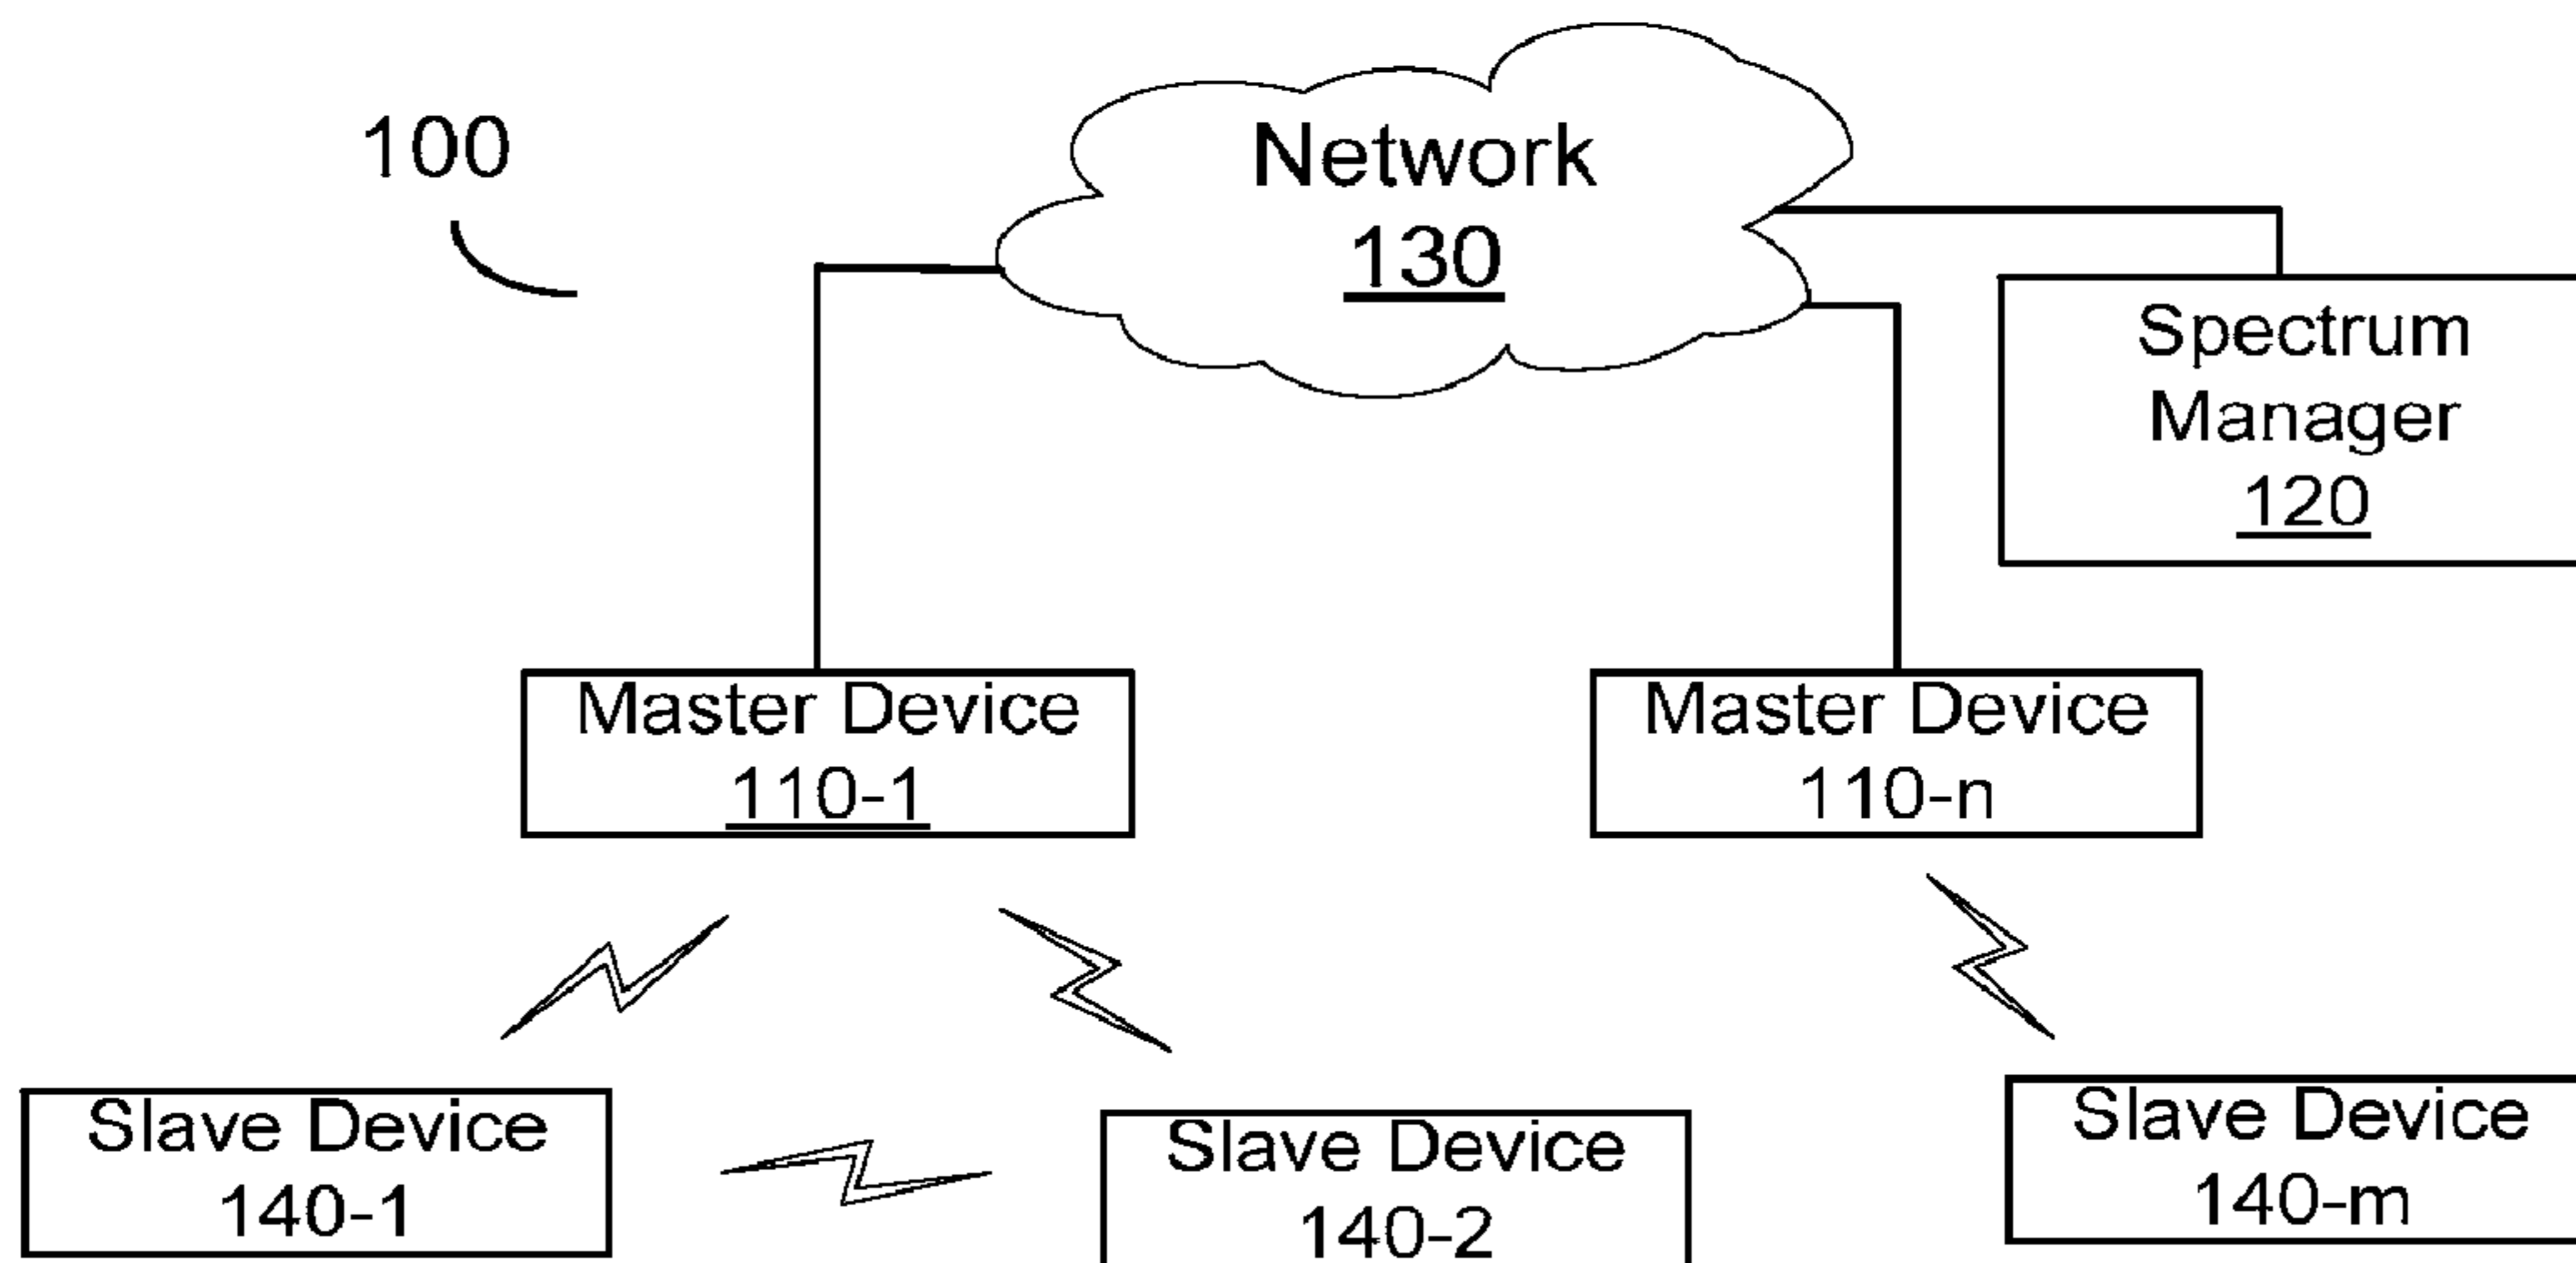 100
Network
130
Spectrum
Manager
120
Master Device
110-1
Master Device
110-n
Slave Device
140-1
Slave Device
140-2
Slave Device
140-m